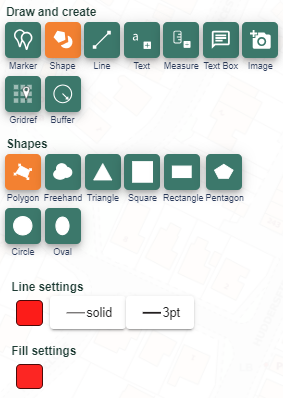 Draw and create
a
Marker Shape Line Text Measure Text Box Image
Gridref Buffer
Shapes
Polygon Freehand Triangle Square Rectangle Pentagon
Circle Oval
Line settings
solid 3pt
Fill settings